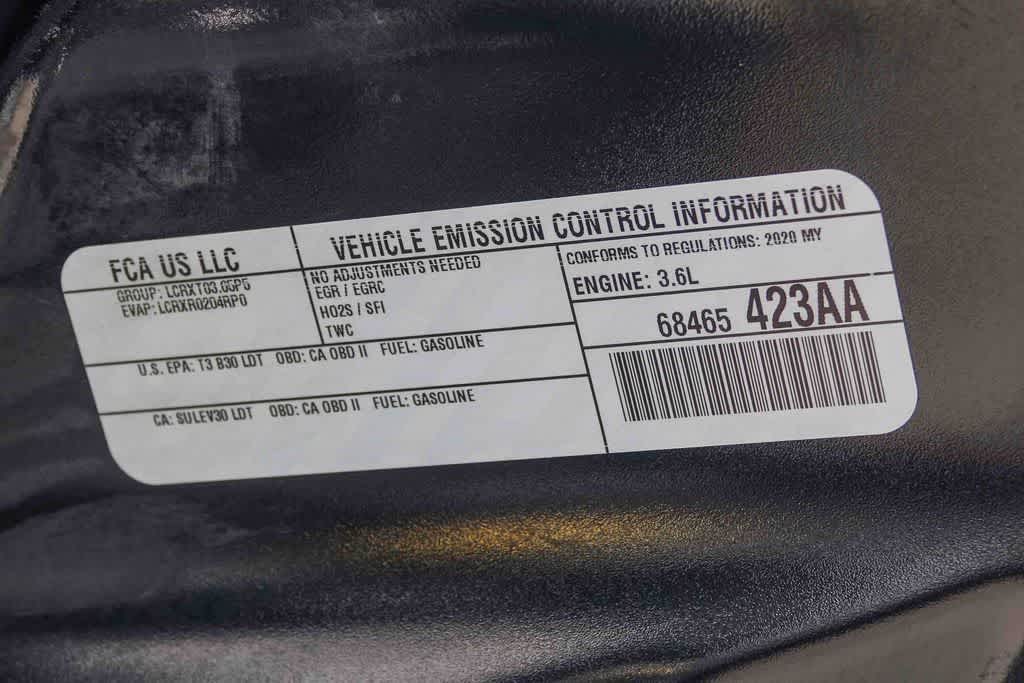 FCA US LLC
GROUP: LCRXT03.65P5
EVAP: LCRXR0204RP0
VEHICLE EMISSION CONTROL INFORMATION
NO ADJUSTMENTS NEEDED
EGR / EGRC
HO2S / SFI
TWC
CONFORMS TO REGULATIONS: 2020 MY
ENGINE: 3.6L
68465 423AA
U.S. EPA: T3 B30 LDT OBD: CA OBD II FUEL: GASOLINE
CA: SULEV30 LDT OBD: CA OBD II FUEL: GASOLINE